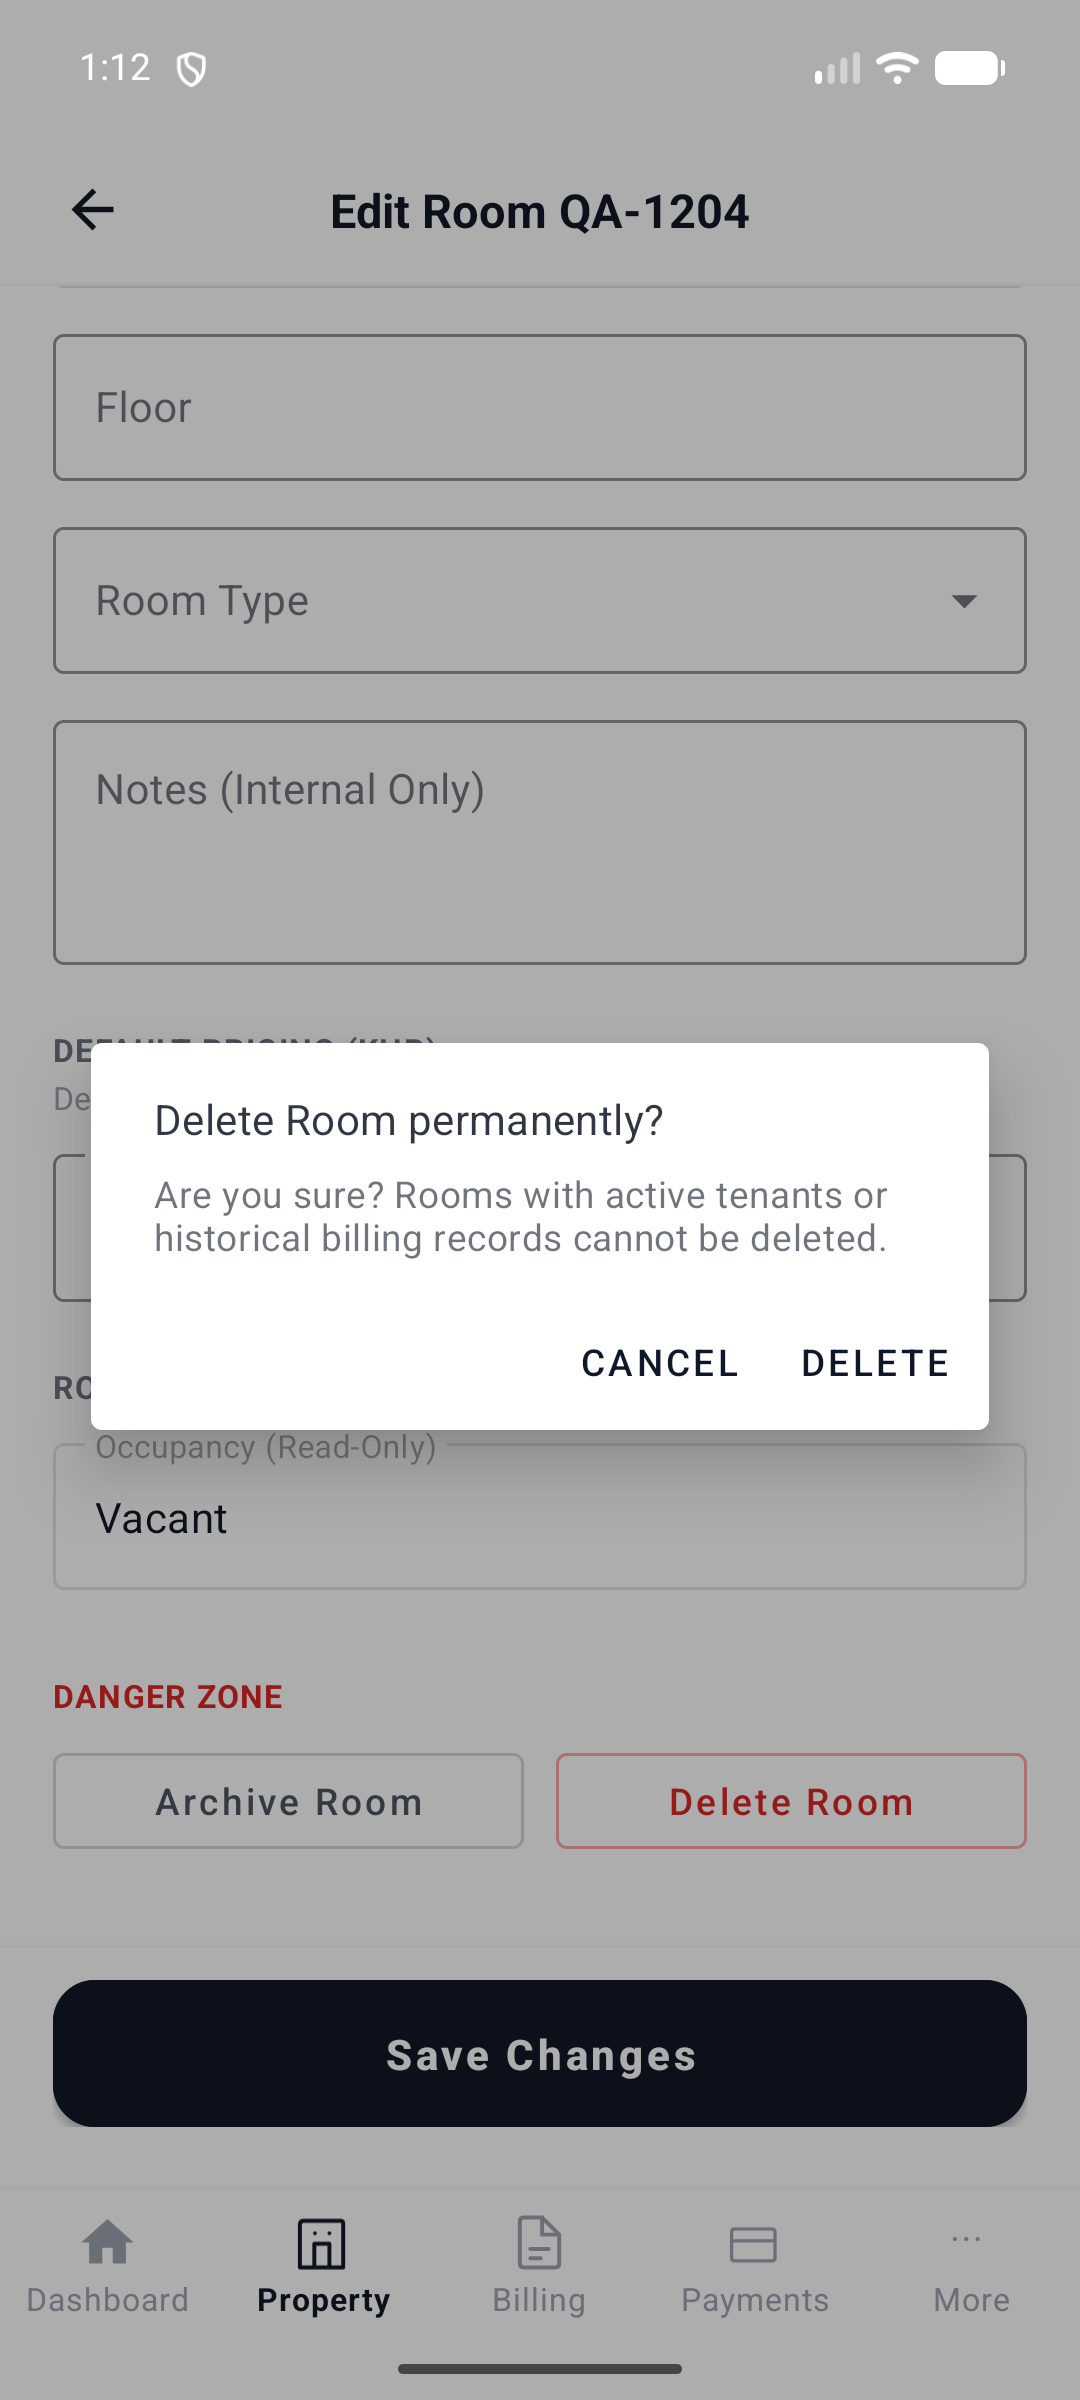 1:12
Edit Room QA-1204
Floor
Room Type
Notes (Internal Only)
Delete Room permanently?
Are you sure? Rooms with active tenants or
historical billing records cannot be deleted.
CANCEL DELETE
Occupancy (Read-Only)
Vacant
DANGER ZONE
Archive Room
Delete Room
Save Changes
Dashboard
Property
Billing
Payments
More